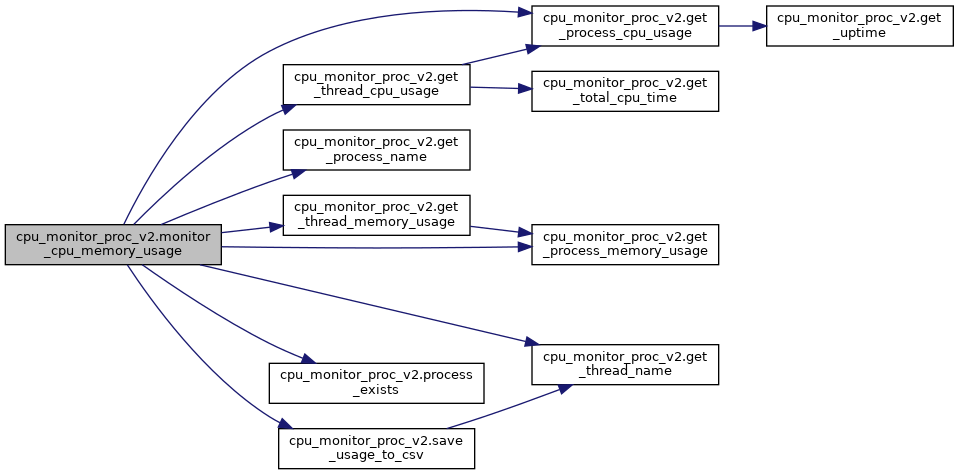 cpu_monitor_proc_v2.monitor
_cpu_memory_usage
cpu_monitor_proc_v2.get
_process_cpu_usage
cpu_monitor_proc_v2.get
_uptime
cpu_monitor_proc_v2.get
_thread_cpu_usage
cpu_monitor_proc_v2.get
_total_cpu_time
cpu_monitor_proc_v2.get
_process_name
cpu_monitor_proc_v2.get
_thread_memory_usage
cpu_monitor_proc_v2.get
_process_memory_usage
cpu_monitor_proc_v2.get
_thread_name
cpu_monitor_proc_v2.process
_exists
cpu_monitor_proc_v2.save
_usage_to_csv